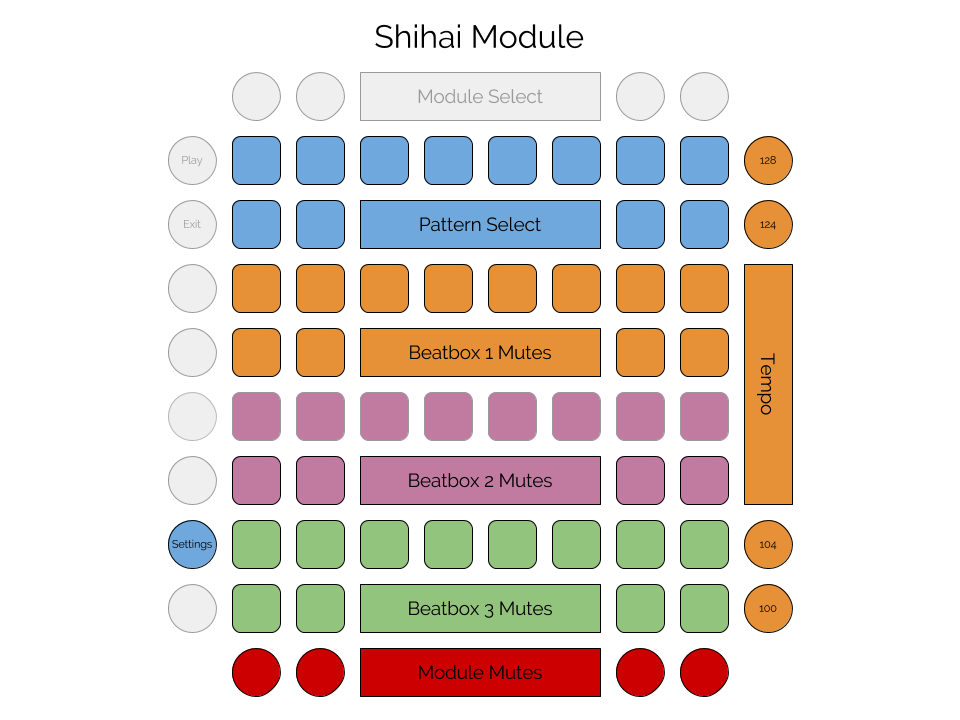 Shihai Module
Module Select
Play
128
Exit
Pattern Select
124
Beatbox 1 Mutes
Tempo
Beatbox 2 Mutes
Settings
104
Beatbox 3 Mutes
100
Module Mutes